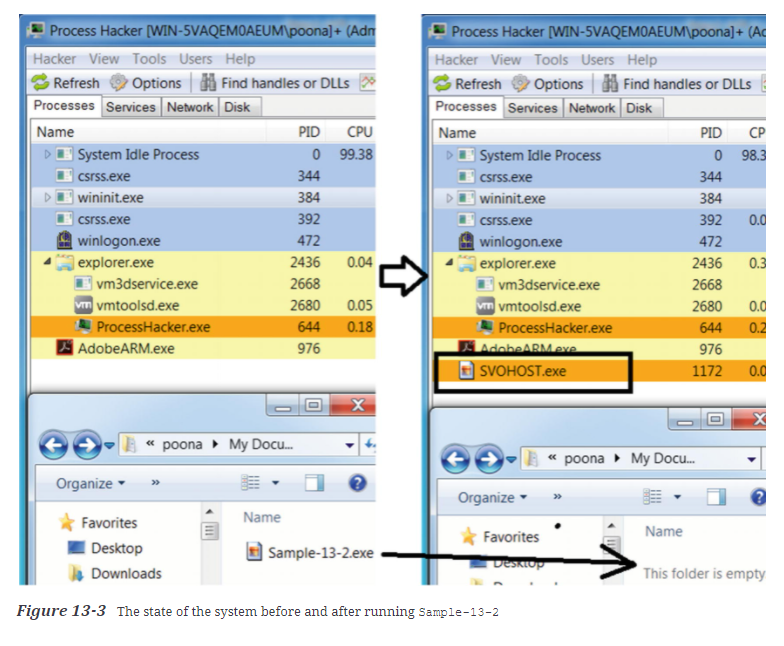 Process Hacker [WIN-5VAQEM0AEUM\poona]+ (Adm
Hacker View Tools Users Help
Refresh Options Find handles or DLLs
Processes Services Network Disk
Name PID CPU
System Idle Process 0 99.38
csrss.exe 344
wininit.exe 384
csrss.exe 392
winlogon.exe 472
explorer.exe 2436 0.04
vm3dservice.exe 2668
vmtoolsd.exe 2680 0.05
ProcessHacker.exe 644 0.18
AdobeARM.exe 976
« poona My Docu...
Organize »
Favorites
Desktop
Downloads
Name
Sample-13-2.exe
Process Hacker [WIN-5VAQEM0AEUM\poona]+ (Ac
Hacker View Tools Users Help
Refresh Options Find handles or DLLs
Processes Services Network Disk
Name PID CP
System Idle Process 0 98.3
csrss.exe 344
wininit.exe 384
csrss.exe 392 0.0
winlogon.exe 472
explorer.exe 2436 0.3
vm3dservice.exe 2668
vmtoolsd.exe 2680 0.0
ProcessHacker.exe 644 0.2
AdobeARM.exe 976
SVOHOST.exe 1172 0.0
« poona My Docu...
Organize »
Favorites
Desktop
Name
This folder is empty
Figure 13-3 The state of the system before and after running Sample-13-2